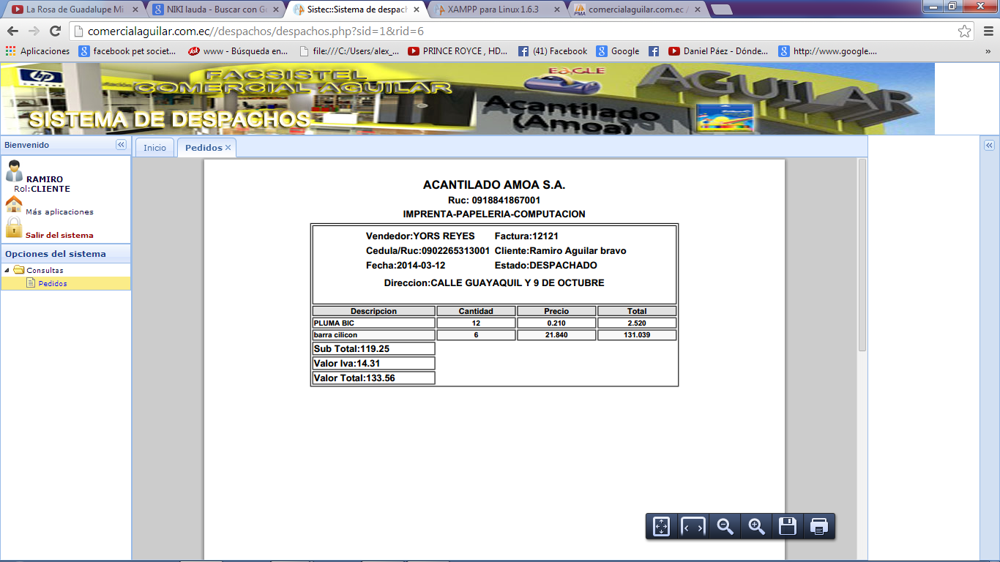 La Rosa de Guadalupe Mi
NIKI lauda - Buscar con G
Sistec::Sistema de despach
XAMPP para Linux 1.6.3
comercialaguilar.com.ec /
comercialaguilar.com.ec//despachos/despachos.php?sid=1&rid=6
Aplicaciones
facebook pet societ...
www - Búsqueda en...
file:///C:/Users/alex_...
PRINCE ROYCE , HD...
(41) Facebook
Google
Daniel Páez - Dónde...
http://www.google....
»
hp
FACSISTEL
COMERCIAL AGUILAR
SISTEMA DE DESPACHOS
EAGLE
Acantilado
(Amoa)
AGUILAR
Bienvenido
Inicio
Pedidos
RAMIRO
Rol:CLIENTE
Más aplicaciones
Salir del sistema
Opciones del sistema
Consultas
Pedidos
ACANTILADO AMOA S.A.
Ruc: 0918841867001
IMPRENTA-PAPELERIA-COMPUTACION
Vendedor:YORS REYES Factura:12121
Cedula/Ruc:0902265313001 Cliente:Ramiro Aguilar bravo
Fecha:2014-03-12 Estado:DESPACHADO
Direccion:CALLE GUAYAQUIL Y 9 DE OCTUBRE
Descripcion Cantidad Precio Total
PLUMA BIC 12 0.210 2.520
barra cilicon 6 21.840 131.039
Sub Total:119.25
Valor Iva:14.31
Valor Total:133.56